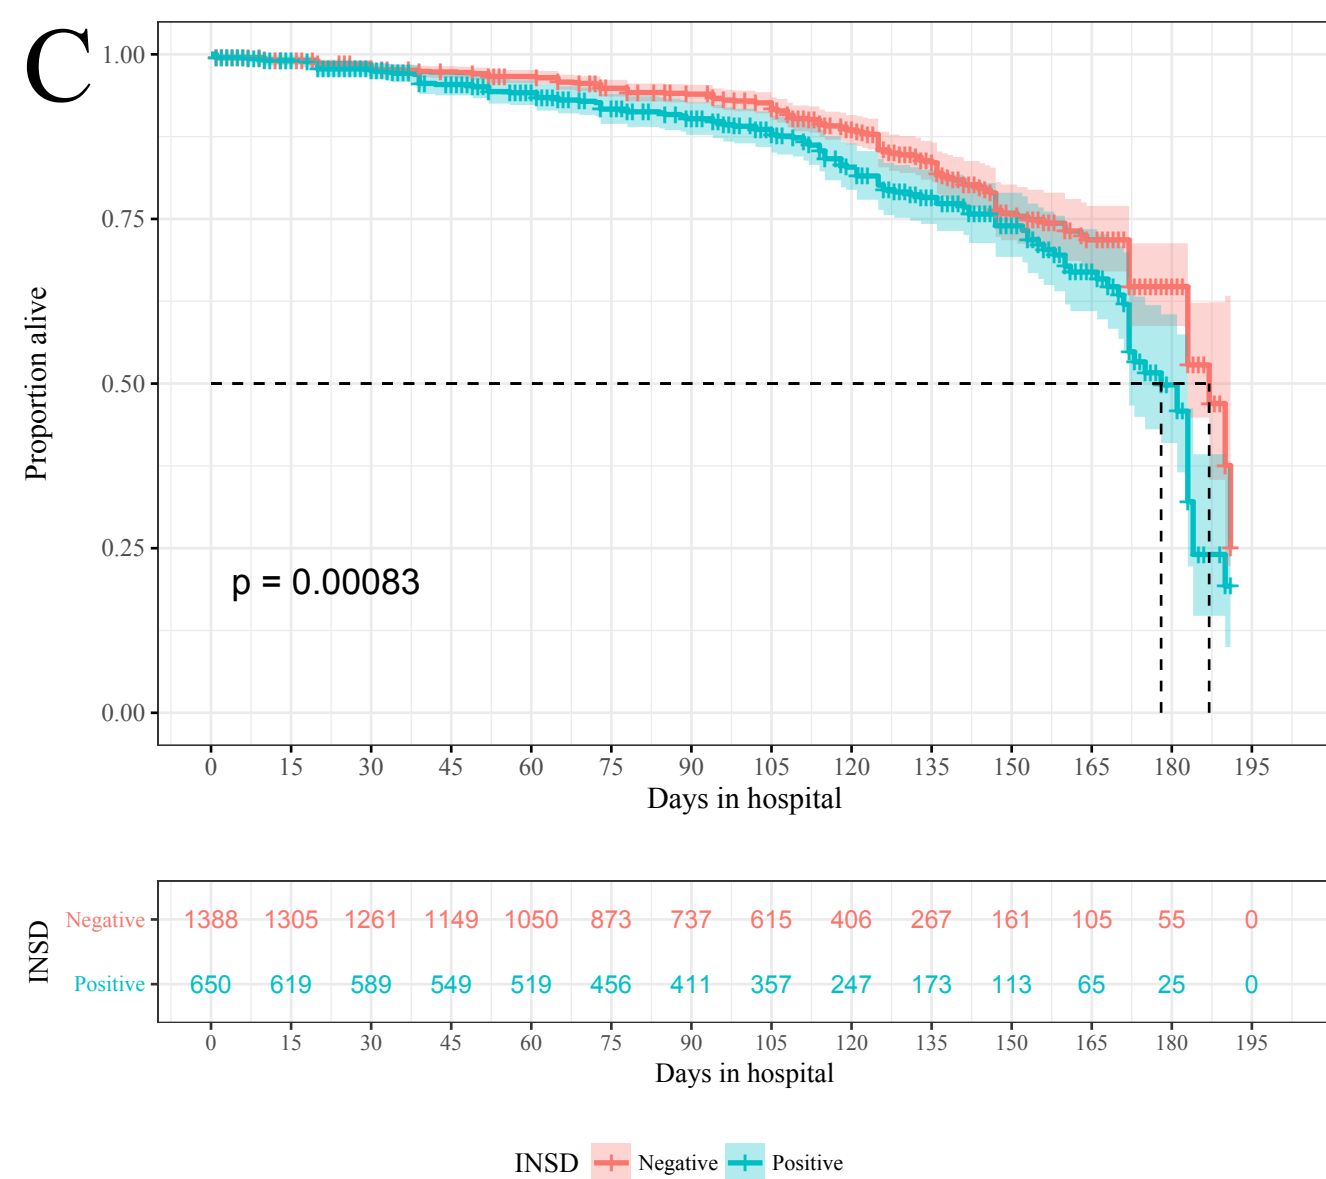 C
1.00
0.75
0.50
0.25
0.00
Proportion alive
p = 0.00083
0 15 30 45 60 75 90 105 120 135 150 165 180 195
Days in hospital
INSD
Negative 1388 1305 1261 1149 1050 873 737 615 406 267 161 105 55 0
Positive 650 619 589 549 519 456 411 357 247 173 113 65 25 0
0 15 30 45 60 75 90 105 120 135 150 165 180 195
Days in hospital
INSD Negative Positive